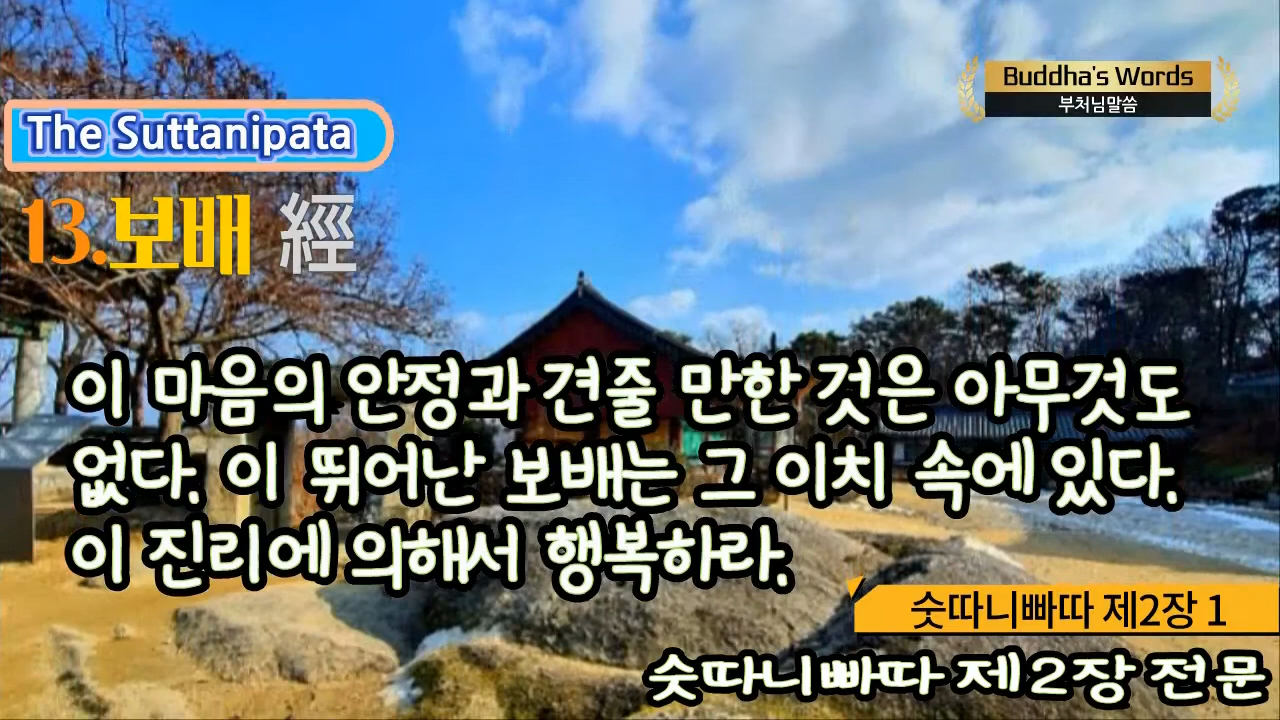 Buddha's Words
부처님말씀
The Suttanipata
13.보배 經
이 마음의 안정과 견줄 만한 것은 아무것도
없다. 이 뛰어난 보배는 그 이치 속에 있다.
이 진리에 의해서 행복하라.
숫따니빠따 제2장 1
숫따니빠따 제2장 전문